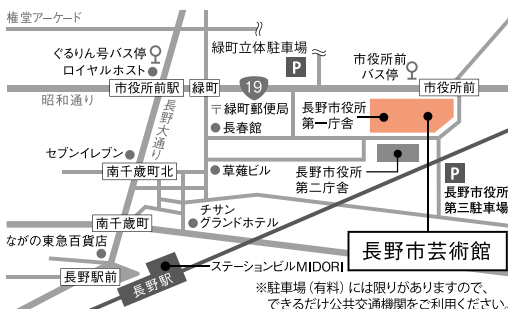 権堂アーケード
ぐるりん号バス停
ロイヤルホスト
緑町立体駐車場
P
市役所前
バス停
市役所前駅
緑町
19
市役所前
昭和通り
長野大通り
〒緑町郵便局
長春館
長野市役所
第一庁舎
セブンイレブン
南千歳町北
草薙ビル
長野市役所
第二庁舎
P
長野市役所
第三駐車場
南千歳町
チサン
グランドホテル
ながの東急百貨店
長野市芸術館
長野駅前
長野駅
ステーションビルMIDORI
※駐車場(有料)には限りがありますので、
できるだけ公共交通機関をご利用ください。